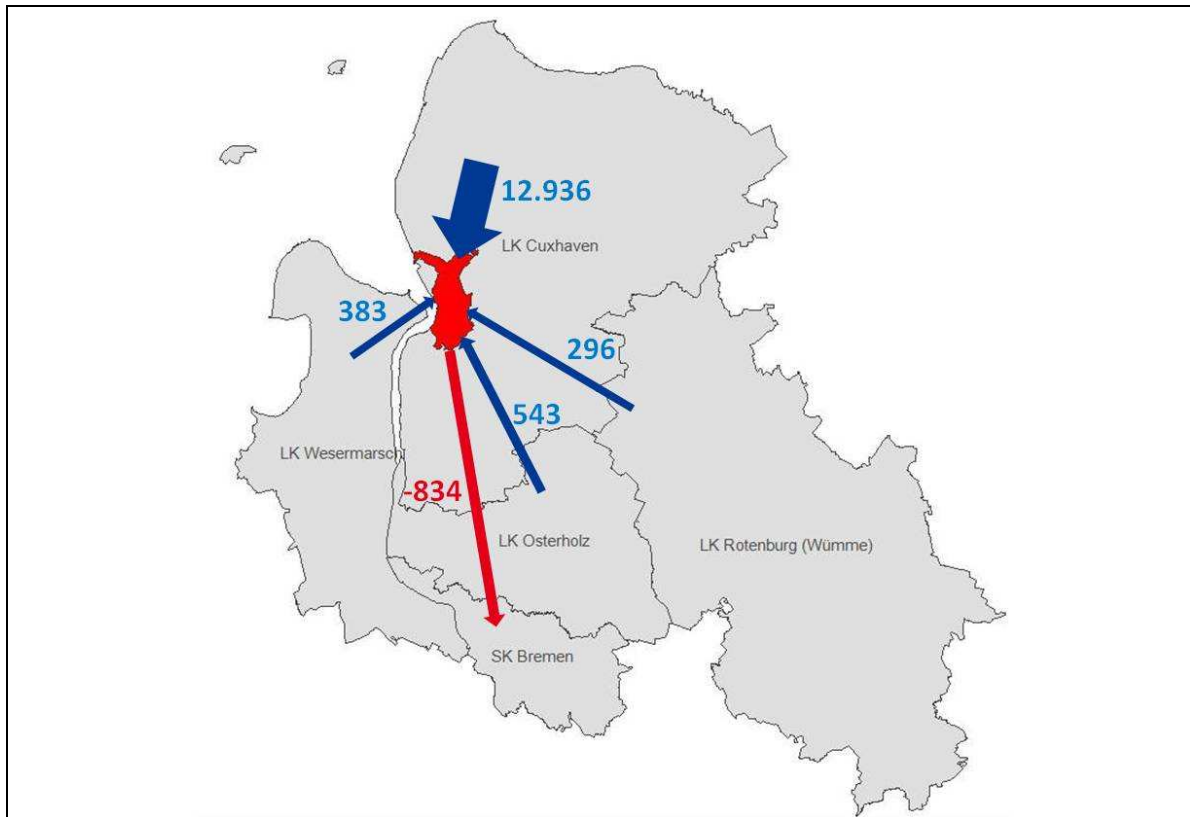 12.936
LK Cuxhaven
383
296
543
LK Wesermarsch
-834
LK Osterholz
LK Rotenburg (Wümme)
SK Bremen